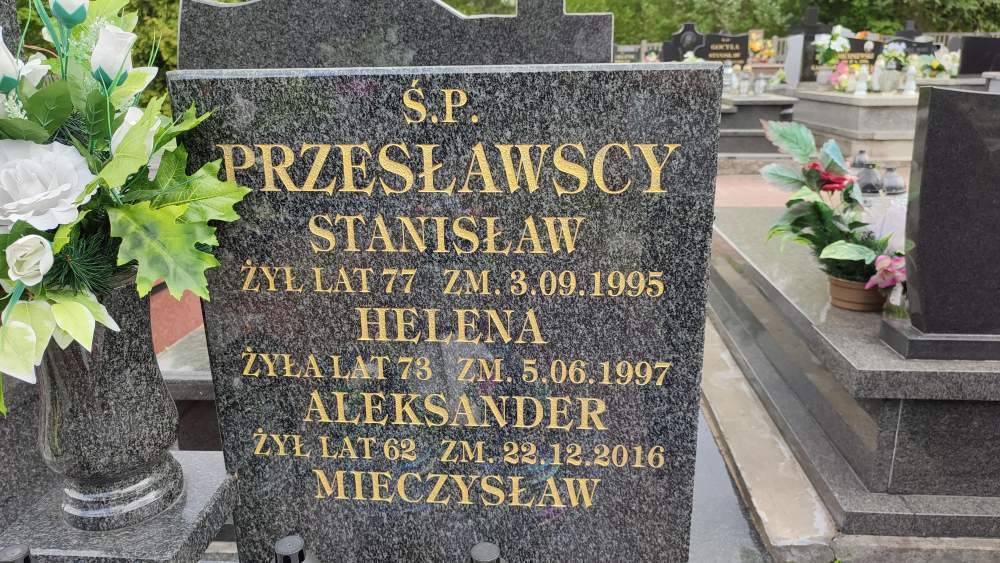 Ś.P.
PRZESŁAWSCY
STANISŁAW
ŻYŁ LAT 77 ZM. 3.09.1995
HELENA
ŻYŁA LAT 73 ZM. 5.06.1997
ALEKSANDER
ŻYŁ LAT 62 ZM. 22.12.2016
MIECZYSŁAW
GOCYŁA